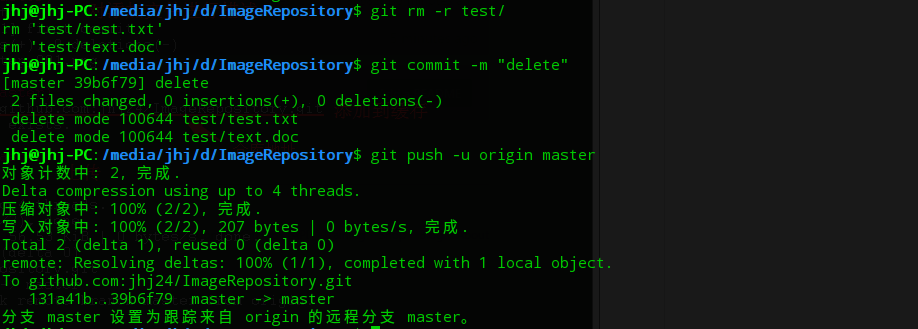 jhj@jhj-PC:/media/jhj/d/ImageRepository$ git rm -r test/
rm 'test/test.txt'
rm 'test/text.doc'
jhj@jhj-PC:/media/jhj/d/ImageRepository$ git commit -m "delete"
[master 39b6f79] delete
 2 files changed, 0 insertions(+), 0 deletions(-)
 delete mode 100644 test/test.txt
 delete mode 100644 test/text.doc
jhj@jhj-PC:/media/jhj/d/ImageRepository$ git push -u origin master
对象计数中: 2, 完成.
Delta compression using up to 4 threads.
压缩对象中: 100% (2/2), 完成.
写入对象中: 100% (2/2), 207 bytes | 0 bytes/s, 完成.
Total 2 (delta 1), reused 0 (delta 0)
remote: Resolving deltas: 100% (1/1), completed with 1 local object.
To github.com:jhj24/ImageRepository.git
   131a41b..39b6f79  master -> master
分支 master 设置为跟踪来自 origin 的远程分支 master。